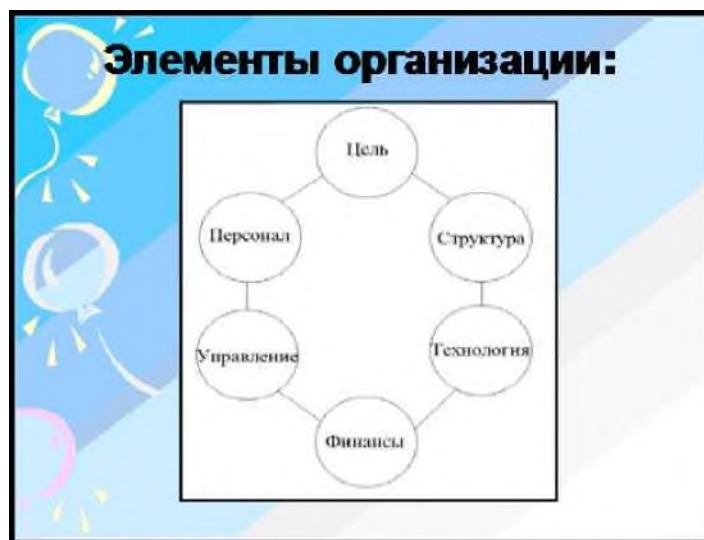 Элементы организации:
Цель
Персонал
Структура
Управление
Технология
Финансы